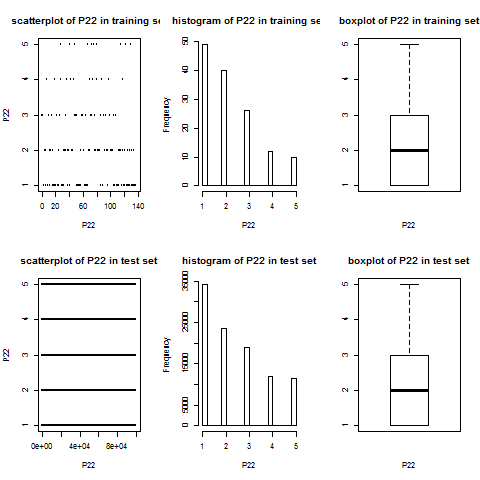 scatterplot of P22 in training se
histogram of P22 in training se
boxplot of P22 in training set
P22
1
2
3
4
5
0
20
60
100
140
P22
Frequency
0
10
20
30
40
50
1
2
3
4
5
P22
1
2
3
4
5
P22
scatterplot of P22 in test set
histogram of P22 in test set
boxplot of P22 in test set
P22
1
2
3
4
5
0e+00
4e+04
8e+04
P22
Frequency
0
5000
15000
25000
35000
1
2
3
4
5
P22
1
2
3
4
5
P22